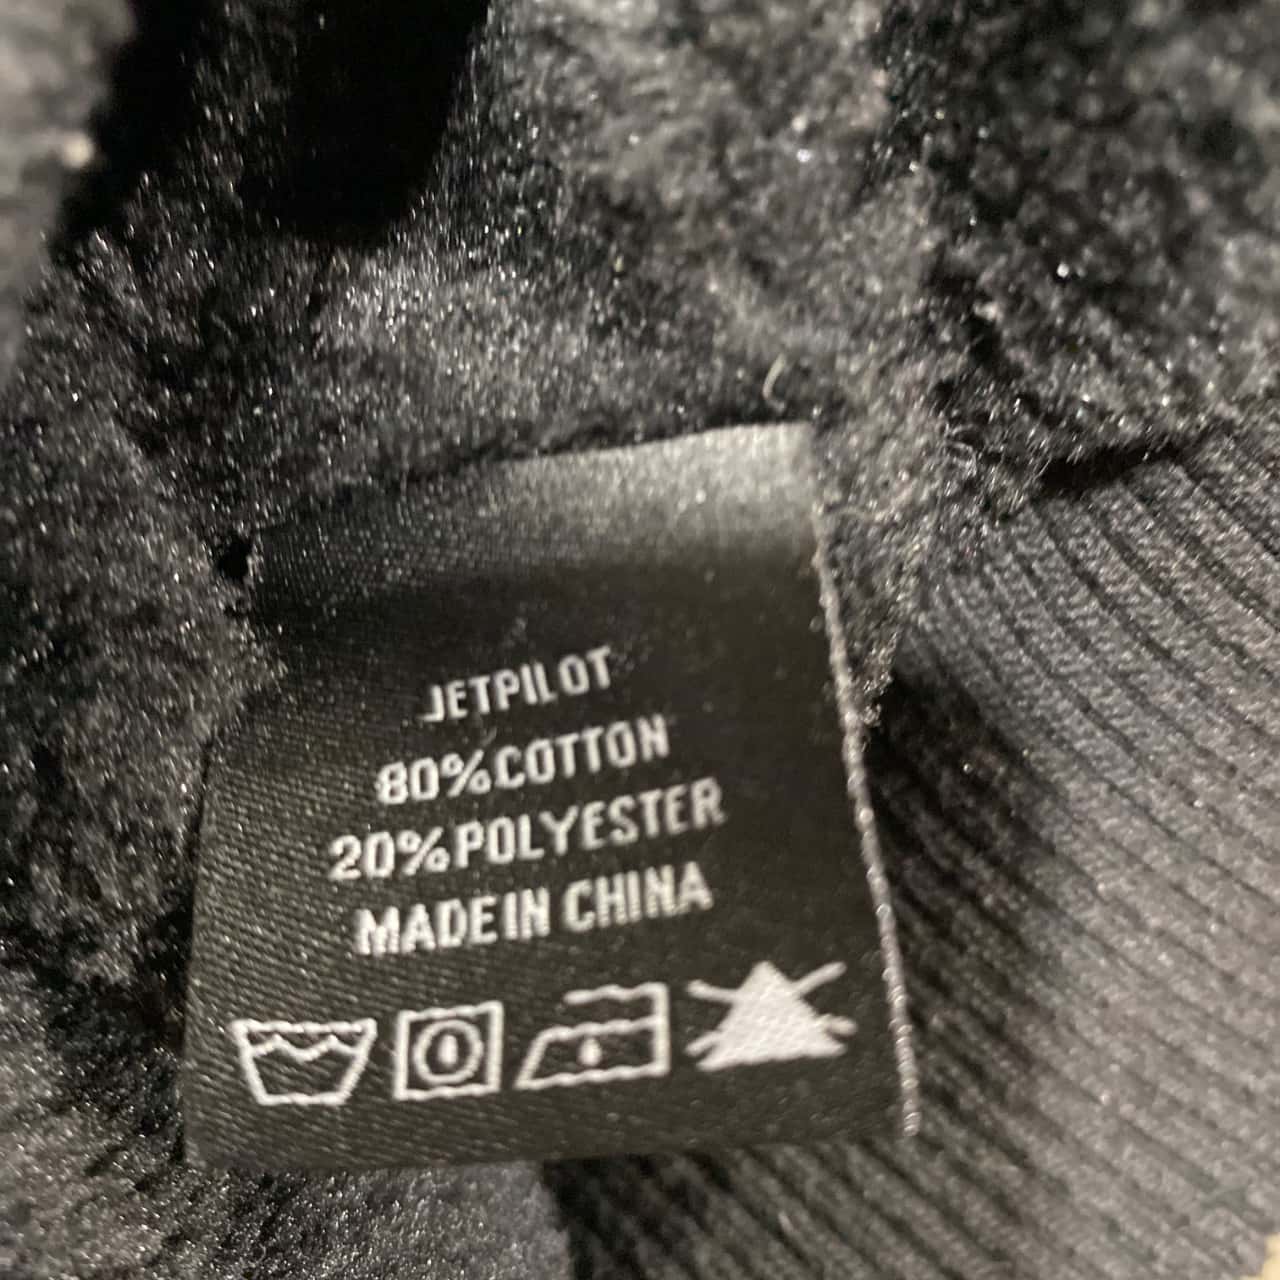 JETPILOT
80%COTTON
20%POLYESTER
MADE IN CHINA